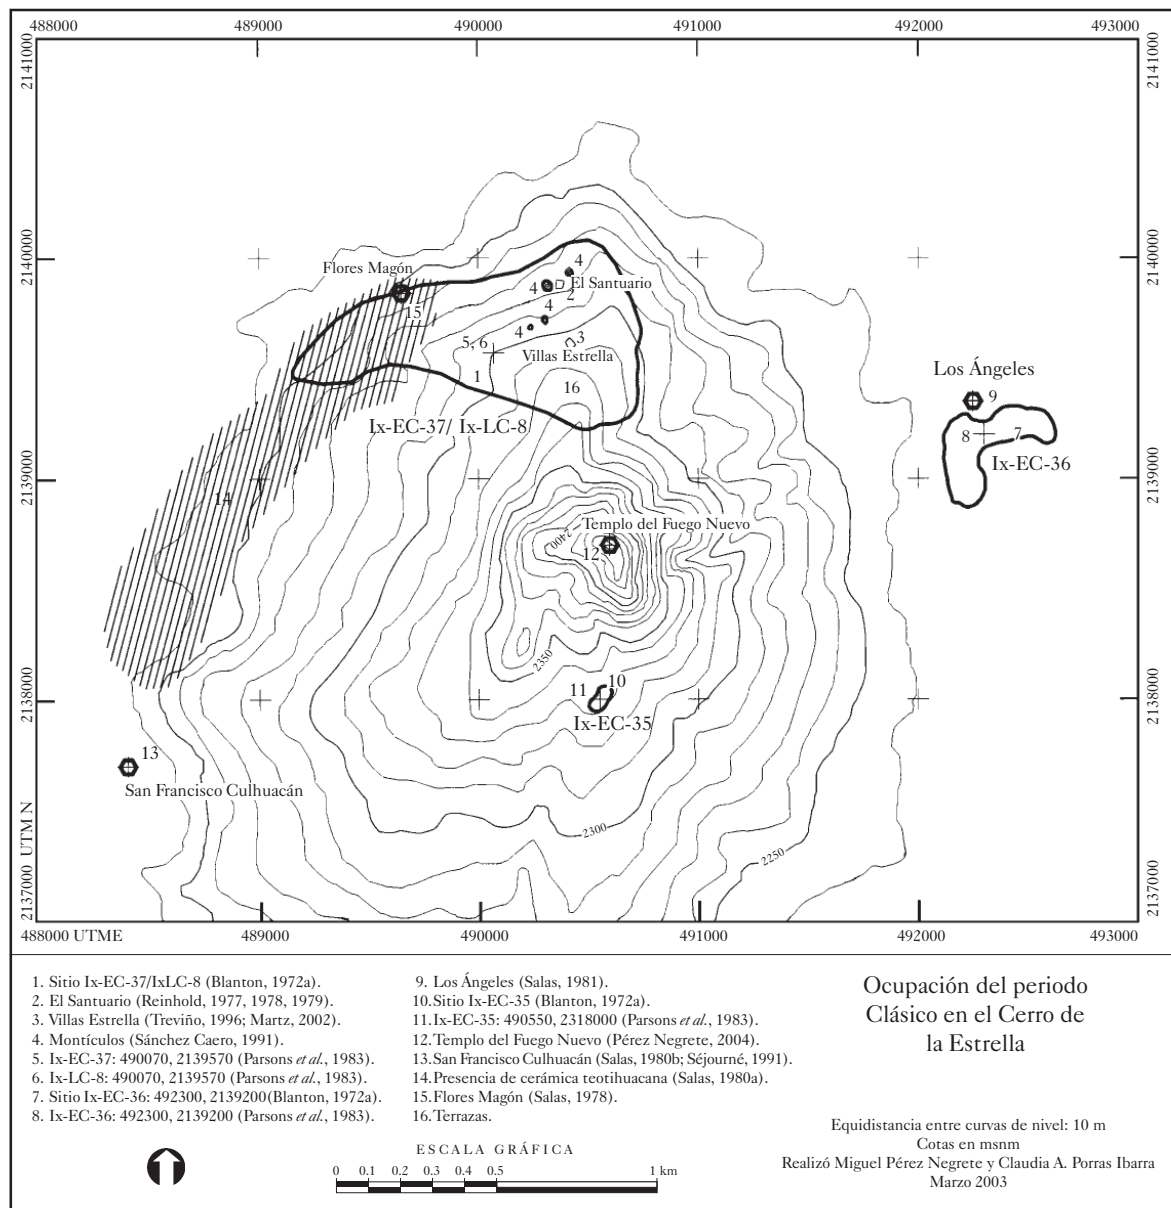 488000 489000 490000 491000 492000 493000
2141000 2141000
2140000 2140000
Flores Magón
15
4
4 El Santuario
2
4
4
5, 6
3
Villas Estrella
1
16
Ix-EC-37/ Ix-LC-8
Los Ángeles
9
8 7
Ix-EC-36
2139000 2139000
14
Templo del Fuego Nuevo
2400
12
2350
11 10
Ix-EC-35
2138000 2138000
13
San Francisco Culhuacán
2300
2250
2137000 UTM N 2137000
488000 UTME 489000 490000 491000 492000 493000
1. Sitio Ix-EC-37/IxLC-8 (Blanton, 1972a).
2. El Santuario (Reinhold, 1977, 1978, 1979).
3. Villas Estrella (Treviño, 1996; Martz, 2002).
4. Montículos (Sánchez Caero, 1991).
5. Ix-EC-37: 490070, 2139570 (Parsons et al., 1983).
6. Ix-LC-8: 490070, 2139570 (Parsons et al., 1983).
7. Sitio Ix-EC-36: 492300, 2139200(Blanton, 1972a).
8. Ix-EC-36: 492300, 2139200 (Parsons et al., 1983).
9. Los Ángeles (Salas, 1981).
10.Sitio Ix-EC-35 (Blanton, 1972a).
11.Ix-EC-35: 490550, 2318000 (Parsons et al., 1983).
12.Templo del Fuego Nuevo (Pérez Negrete, 2004).
13.San Francisco Culhuacán (Salas, 1980b; Séjourné, 1991).
14.Presencia de cerámica teotihuacana (Salas, 1980a).
15.Flores Magón (Salas, 1978).
16.Terrazas.
Ocupación del periodo
Clásico en el Cerro de
la Estrella
ESCALA GRÁFICA
0 0.1 0.2 0.3 0.4 0.5 1 km
Equidistancia entre curvas de nivel: 10 m
Cotas en msnm
Realizó Miguel Pérez Negrete y Claudia A. Porras Ibarra
Marzo 2003